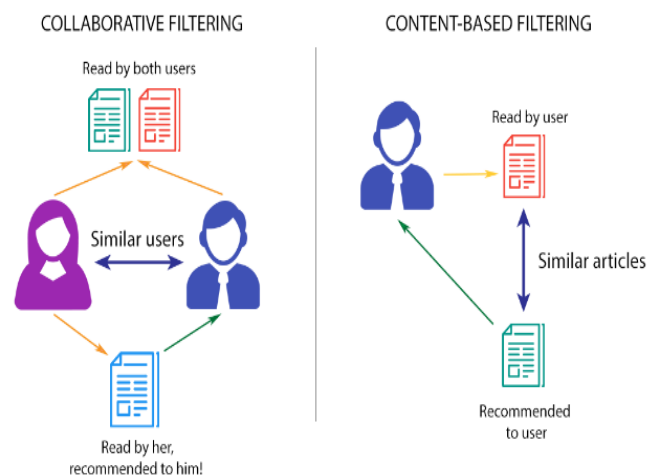 COLLABORATIVE FILTERING
Read by both users
Similar users
Read by her,
recommended to him!
CONTENT-BASED FILTERING
Read by user
Similar articles
Recommended
to user